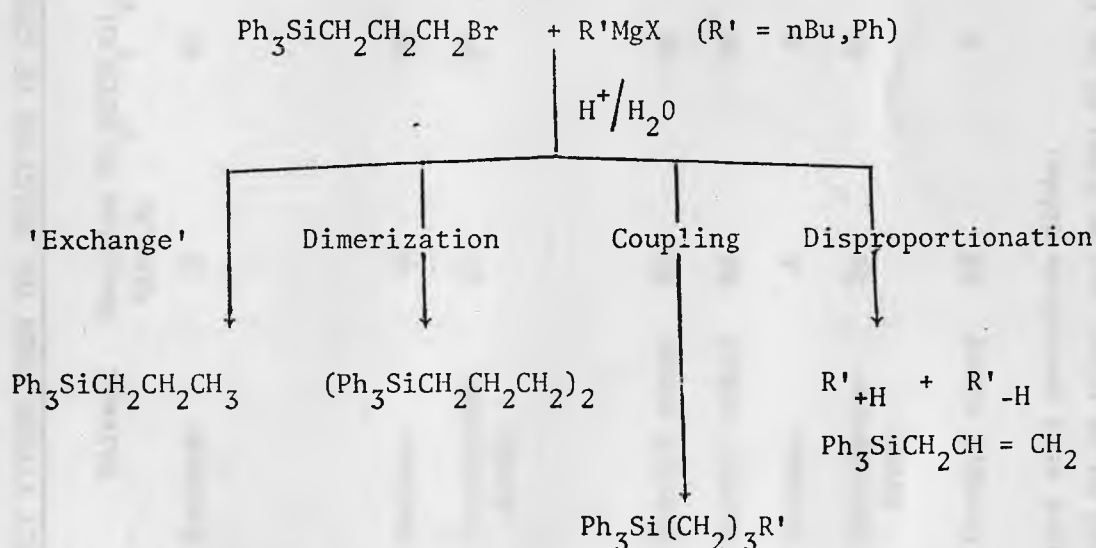 Ph₃SiCH₂CH₂CH₂Br + R'MgX (R' = nBu,Ph)
H⁺/H₂O
'Exchange' Dimerization Coupling Disproportionation
Ph₃SiCH₂CH₂CH₃ (Ph₃SiCH₂CH₂CH₂)₂ R'₊H + R'₋H
Ph₃SiCH₂CH = CH₂
Ph₃Si(CH₂)₃R'